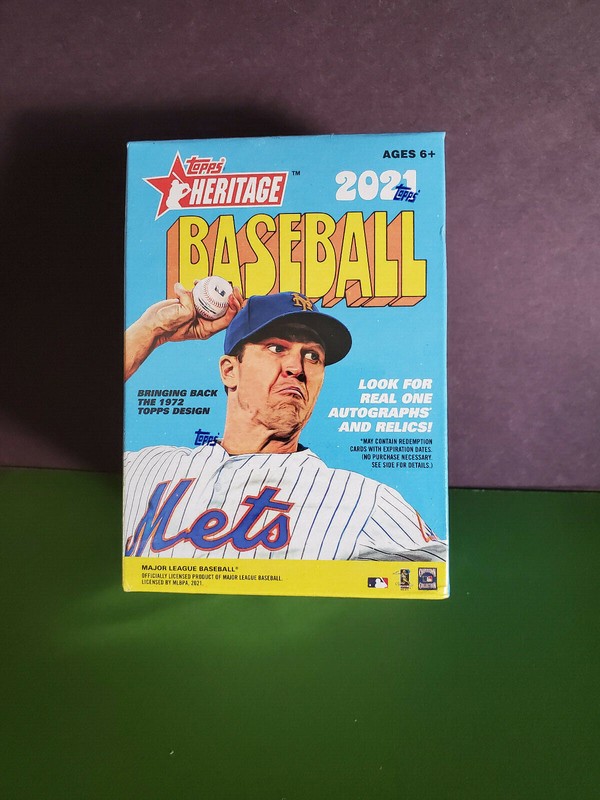 AGES 6+
Topps
HERITAGE™
2021
Topps
BASEBALL
BRINGING BACK
THE 1972
TOPPS DESIGN
LOOK FOR
REAL ONE
AUTOGRAPHS*
AND RELICS!
*MAY CONTAIN REDEMPTION
CARDS WITH EXPIRATION DATES.
(NO PURCHASE NECESSARY.
SEE SIDE FOR DETAILS.)
Topps
Mets
MAJOR LEAGUE BASEBALL®
OFFICIALLY LICENSED PRODUCT OF MAJOR LEAGUE BASEBALL.
LICENSED BY MLBPA, 2021.